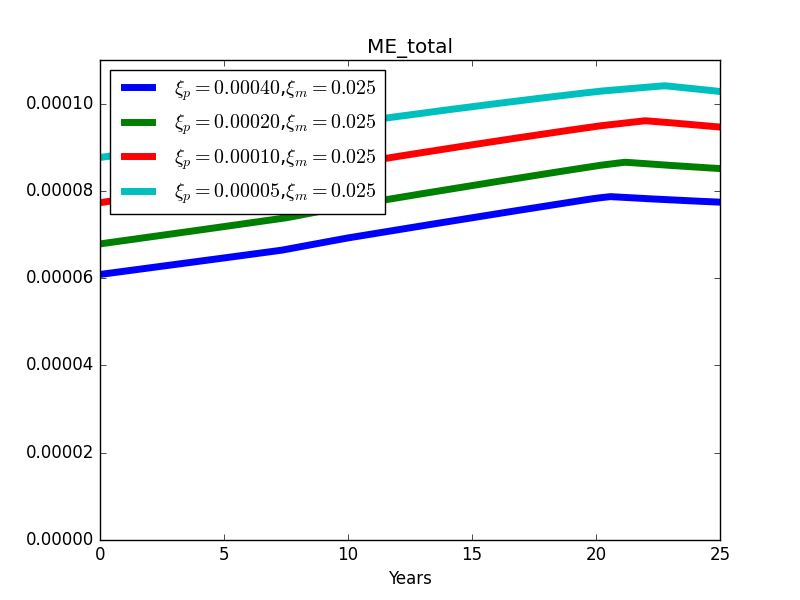 ME_total
0.00010
0.00008
0.00006
0.00004
0.00002
0.00000
ξₚ = 0.00040,ξₘ = 0.025
ξₚ = 0.00020,ξₘ = 0.025
ξₚ = 0.00010,ξₘ = 0.025
ξₚ = 0.00005,ξₘ = 0.025
0 5 10 15 20 25
Years